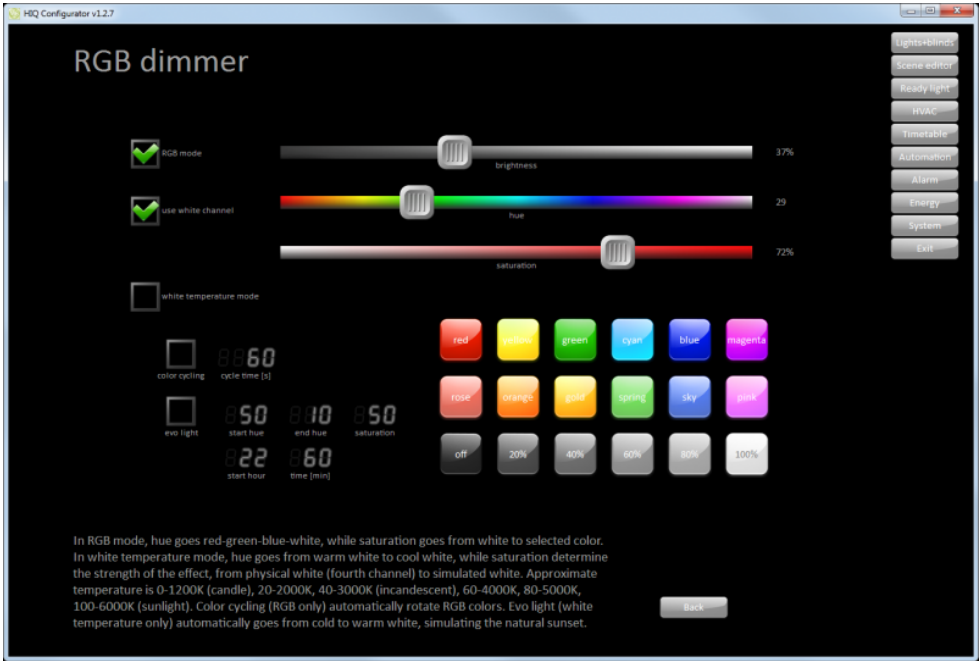 HIQ Configurator v1.2.7
RGB dimmer
Lights+blinds
Scene editor
Ready light
HVAC
Timetable
Automation
Alarm
Energy
System
Exit
RGB mode
brightness
37%
use white channel
hue
29
saturation
72%
white temperature mode
color cycling
60
cycle time [s]
evo light
50
start hue
10
end hue
50
saturation
22
start hour
60
time [min]
red
yellow
green
cyan
blue
magenta
rose
orange
gold
spring
sky
pink
off
20%
40%
60%
80%
100%
In RGB mode, hue goes red-green-blue-white, while saturation goes from white to selected color.
In white temperature mode, hue goes from warm white to cool white, while saturation determine
the strength of the effect, from physical white (fourth channel) to simulated white. Approximate
temperature is 0-1200K (candle), 20-2000K, 40-3000K (incandescent), 60-4000K, 80-5000K,
100-6000K (sunlight). Color cycling (RGB only) automatically rotate RGB colors. Evo light (white
temperature only) automatically goes from cold to warm white, simulating the natural sunset.
Back